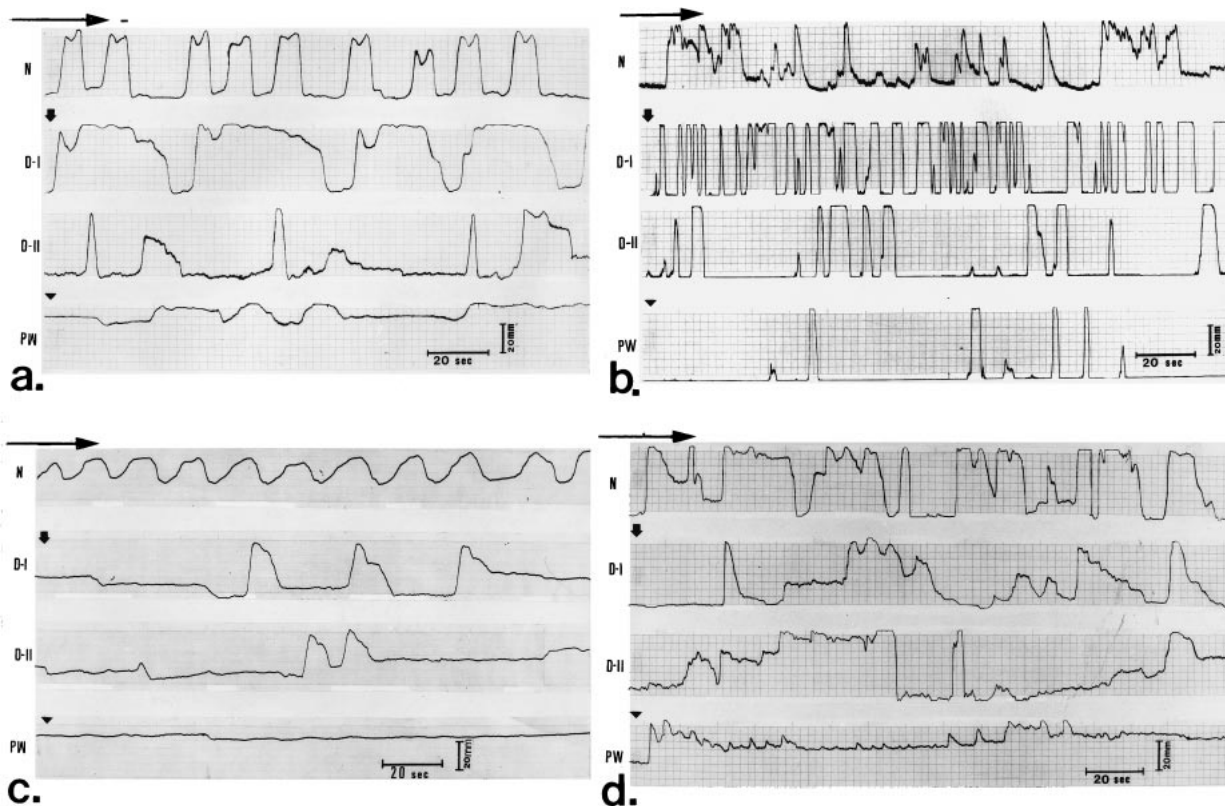 N
D-I
D-II
PW
20 sec
20mm
a.
N
D-I
D-II
PW
20 sec
20mm
b.
N
D-I
D-II
PW
20 sec
20mm
c.
N
D-I
D-II
PW
20 sec
20mm
d.